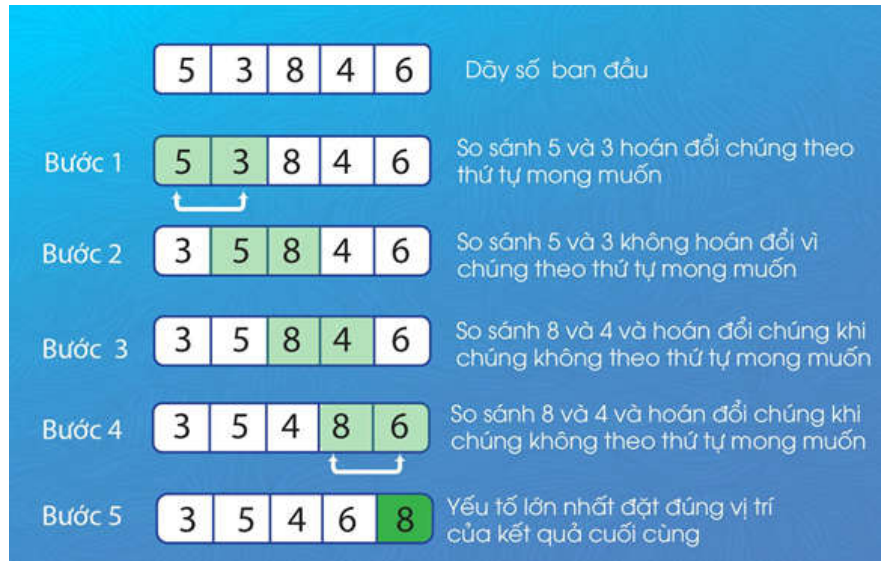 5 3 8 4 6 Dãy số ban đầu
Bước 1 5 3 8 4 6 So sánh 5 và 3 hoán đổi chúng theo
thứ tự mong muốn
Bước 2 3 5 8 4 6 So sánh 5 và 3 không hoán đổi vì
chúng theo thứ tự mong muốn
Bước 3 3 5 8 4 6 So sánh 8 và 4 và hoán đổi chúng khi
chúng không theo thứ tự mong muốn
Bước 4 3 5 4 8 6 So sánh 8 và 4 và hoán đổi chúng khi
chúng không theo thứ tự mong muốn
Bước 5 3 5 4 6 8 Yếu tố lớn nhất đặt đúng vị trí
của kết quả cuối cùng